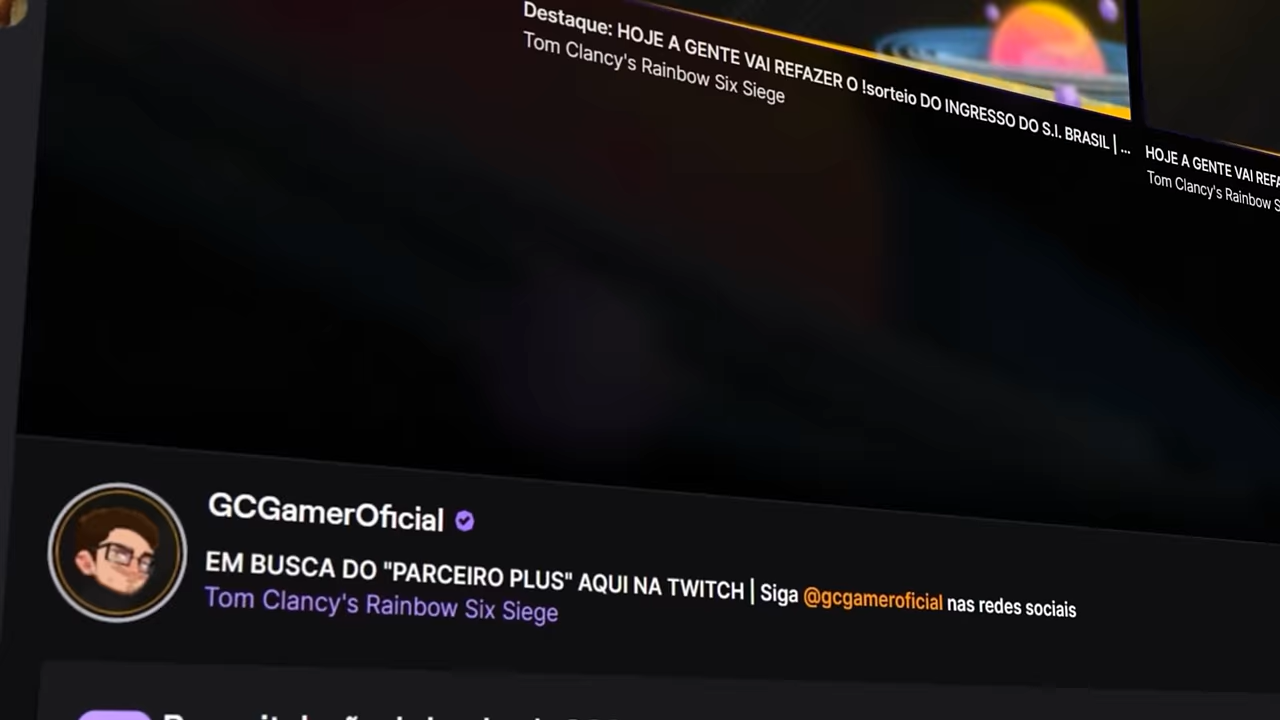 Destaque: HOJE A GENTE VAI REFAZER O !sorteio DO INGRESSO DO S.I. BRASIL | ...
Tom Clancy's Rainbow Six Siege
HOJE A GENTE VAI REFA
Tom Clancy's Rainbow S
GCGamerOficial
EM BUSCA DO "PARCEIRO PLUS" AQUI NA TWITCH | Siga @gcgameroficial nas redes sociais
Tom Clancy's Rainbow Six Siege